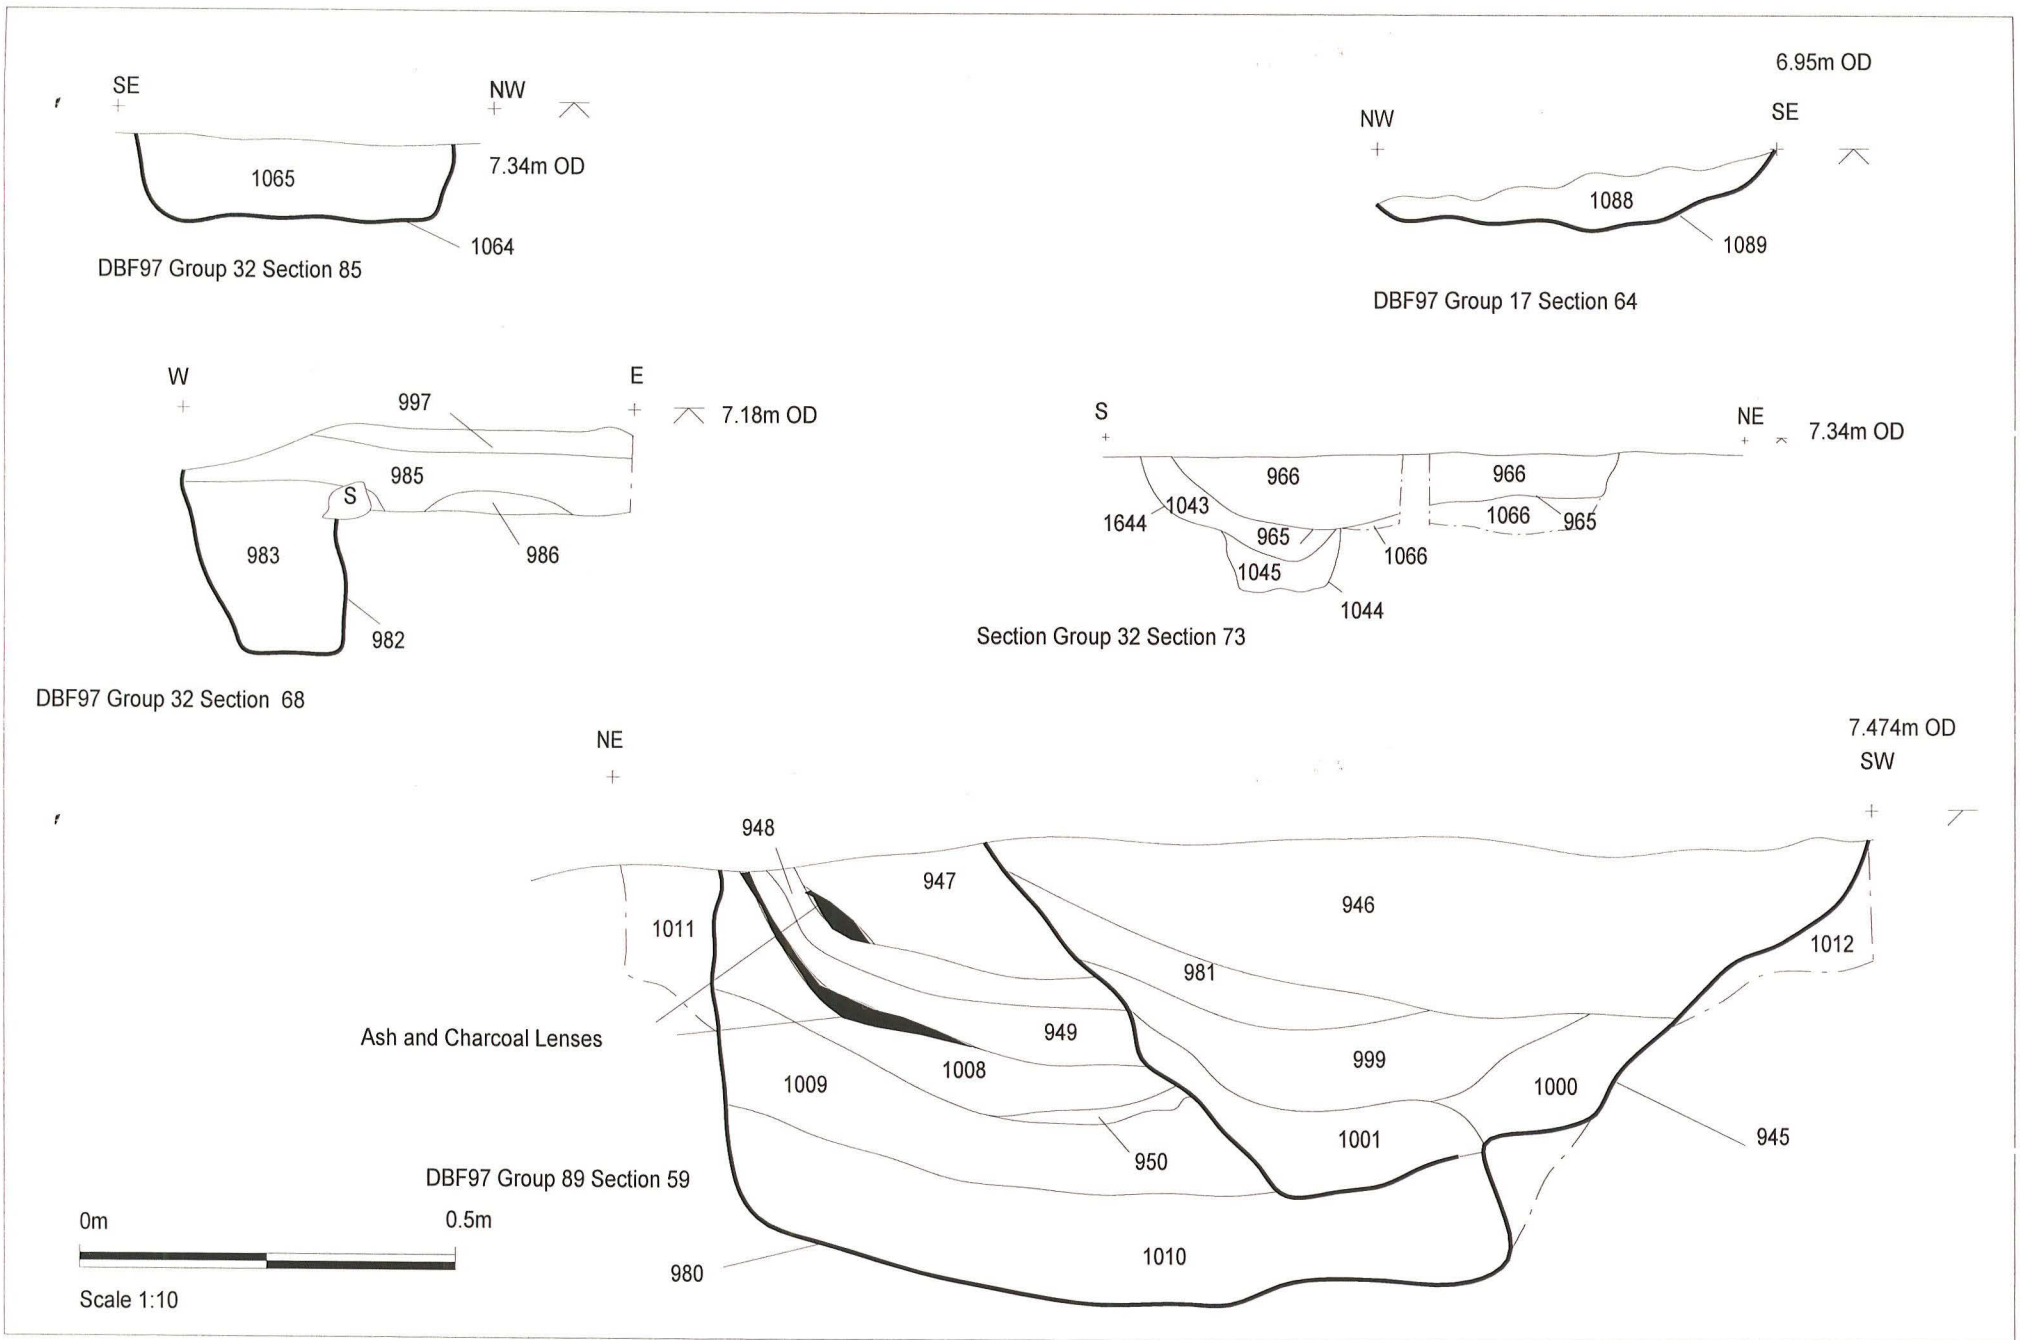 SE
NW
7.34m OD
1065
1064
DBF97 Group 32 Section 85
6.95m OD
NW
SE
1088
1089
DBF97 Group 17 Section 64
W
E
997
7.18m OD
985
S
983
986
982
DBF97 Group 32 Section 68
S
NE
7.34m OD
966
966
1043
1644
965
1066
1066
965
1045
1044
Section Group 32 Section 73
NE
7.474m OD
SW
948
947
946
1011
1012
981
Ash and Charcoal Lenses
949
999
1008
1009
1000
1001
945
950
DBF97 Group 89 Section 59
1010
980
0m
0.5m
Scale 1:10